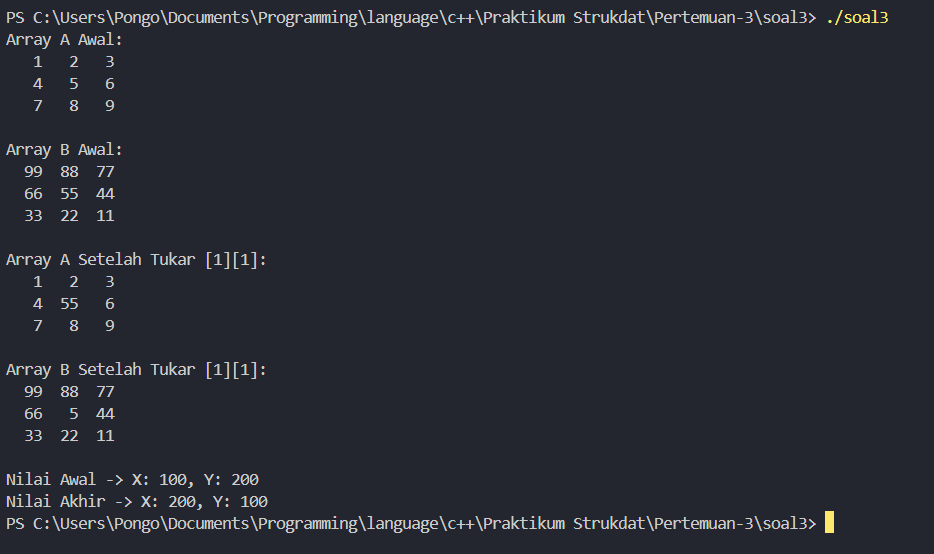 PS C:\Users\Pongo\Documents\Programming\language\c++\Praktikum Strukdat\Pertemuan-3\soal3> ./soal3
Array A Awal:
   1   2   3
   4   5   6
   7   8   9

Array B Awal:
  99  88  77
  66  55  44
  33  22  11

Array A Setelah Tukar [1][1]:
   1   2   3
   4  55   6
   7   8   9

Array B Setelah Tukar [1][1]:
  99  88  77
  66   5  44
  33  22  11

Nilai Awal -> X: 100, Y: 200
Nilai Akhir -> X: 200, Y: 100
PS C:\Users\Pongo\Documents\Programming\language\c++\Praktikum Strukdat\Pertemuan-3\soal3>